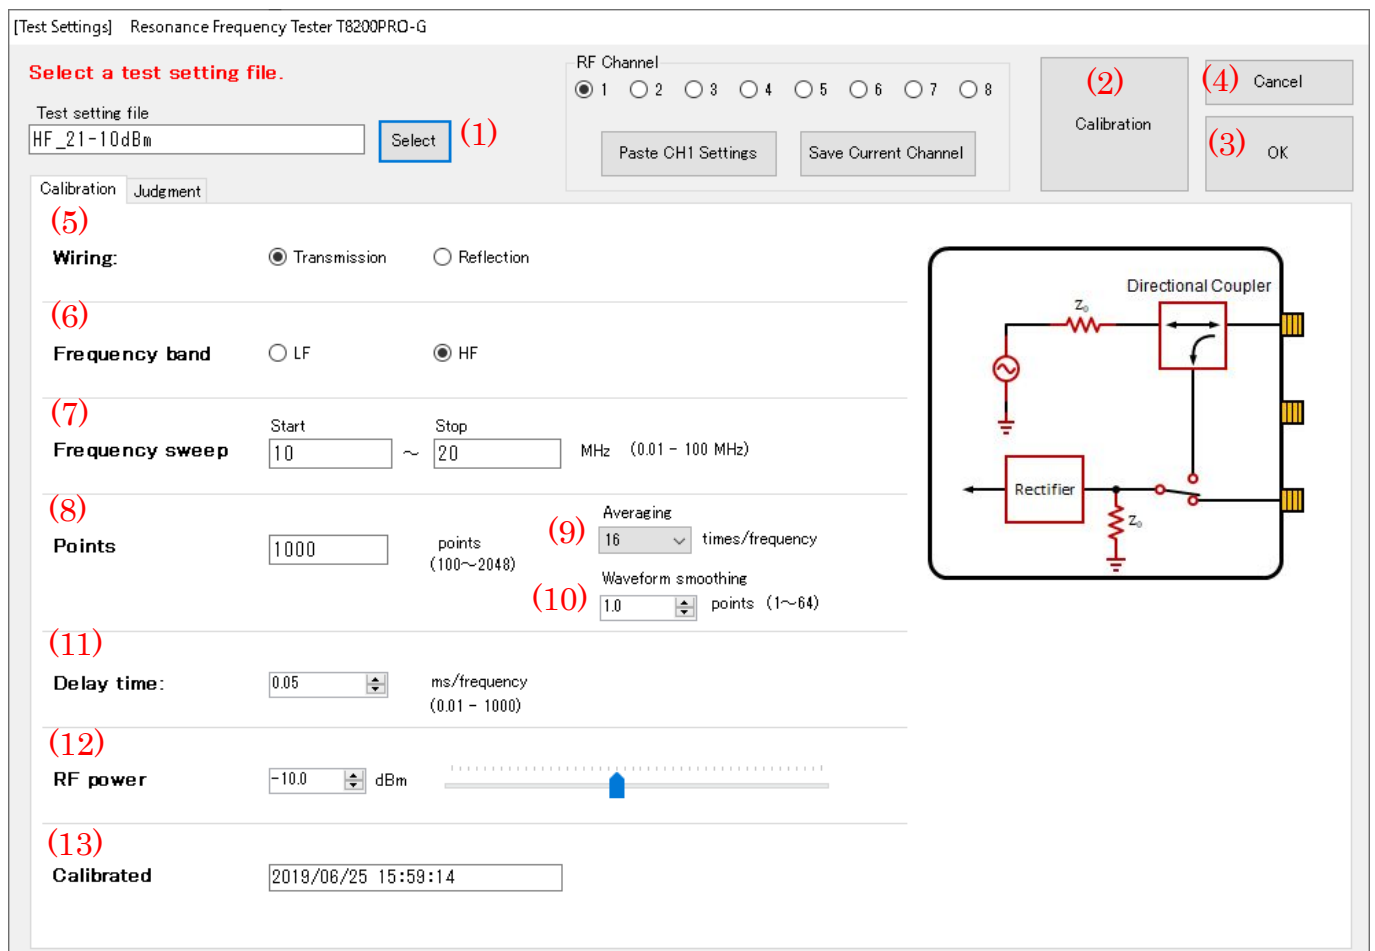 [Test Settings]   Resonance Frequency Tester T8200PRO-G
Select a test setting file.
Test setting file
HF_21-10dBm
Select
(1)
RF Channel
1 2 3 4 5 6 7 8
Paste CH1 Settings
Save Current Channel
(2)
Calibration
(4)
Cancel
(3)
OK
Calibration
Judgment
(5)
Wiring:
Transmission
Reflection
(6)
Frequency band
LF
HF
(7)
Frequency sweep
Start
Stop
10
～
20
MHz
(0.01 - 100 MHz)
(8)
Points
1000
points
(100～2048)
(9)
Averaging
16
times/frequency
(10)
Waveform smoothing
1.0
points (1～64)
(11)
Delay time:
0.05
ms/frequency
(0.01 - 1000)
(12)
RF power
-10.0
dBm
(13)
Calibrated
2019/06/25 15:59:14
Directional Coupler
Z₀
Rectifier
Z₀